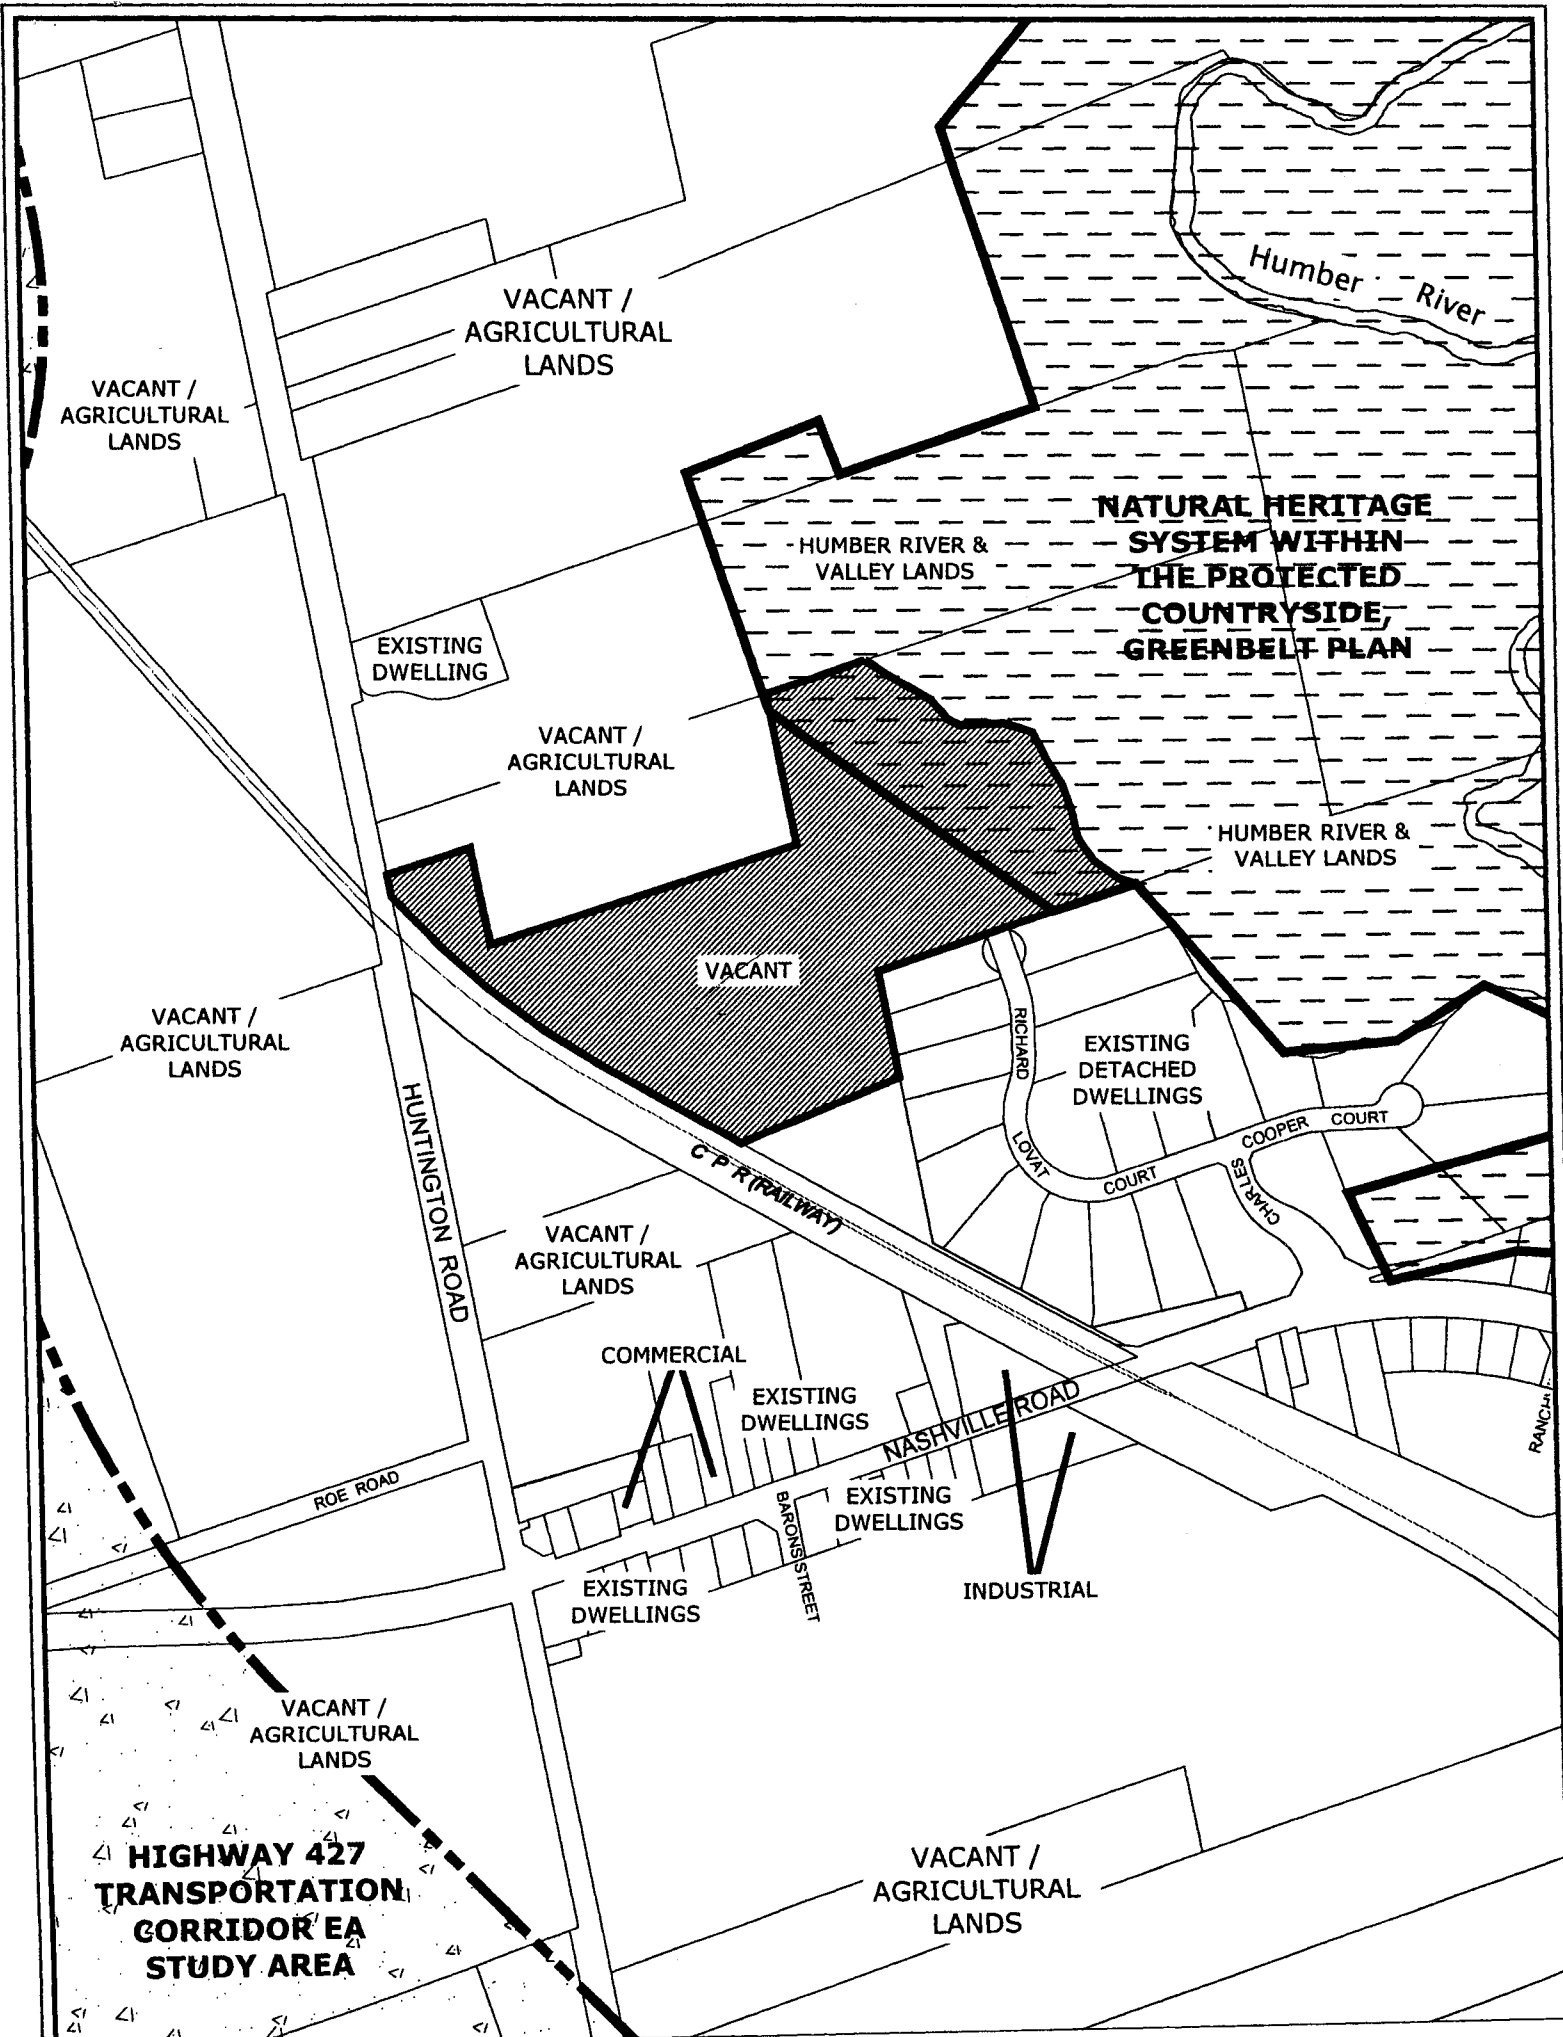 Humber River
VACANT /
AGRICULTURAL
LANDS
VACANT /
AGRICULTURAL
LANDS
NATURAL HERITAGE
SYSTEM WITHIN
THE PROTECTED
COUNTRYSIDE,
GREENBELT PLAN
HUMBER RIVER &
VALLEY LANDS
EXISTING
DWELLING
VACANT /
AGRICULTURAL
LANDS
HUMBER RIVER &
VALLEY LANDS
VACANT
VACANT /
AGRICULTURAL
LANDS
RICHARD
LOVAT
COURT
EXISTING
DETACHED
DWELLINGS
CHARLES
COOPER COURT
HUNTINGTON ROAD
C P R (RAILWAY)
VACANT /
AGRICULTURAL
LANDS
COMMERCIAL
EXISTING
DWELLINGS
NASHVILLE ROAD
ROE ROAD
BARONS STREET
EXISTING
DWELLINGS
EXISTING
DWELLINGS
INDUSTRIAL
VACANT /
AGRICULTURAL
LANDS
HIGHWAY 427
TRANSPORTATION
CORRIDOR EA
STUDY AREA
VACANT /
AGRICULTURAL
LANDS